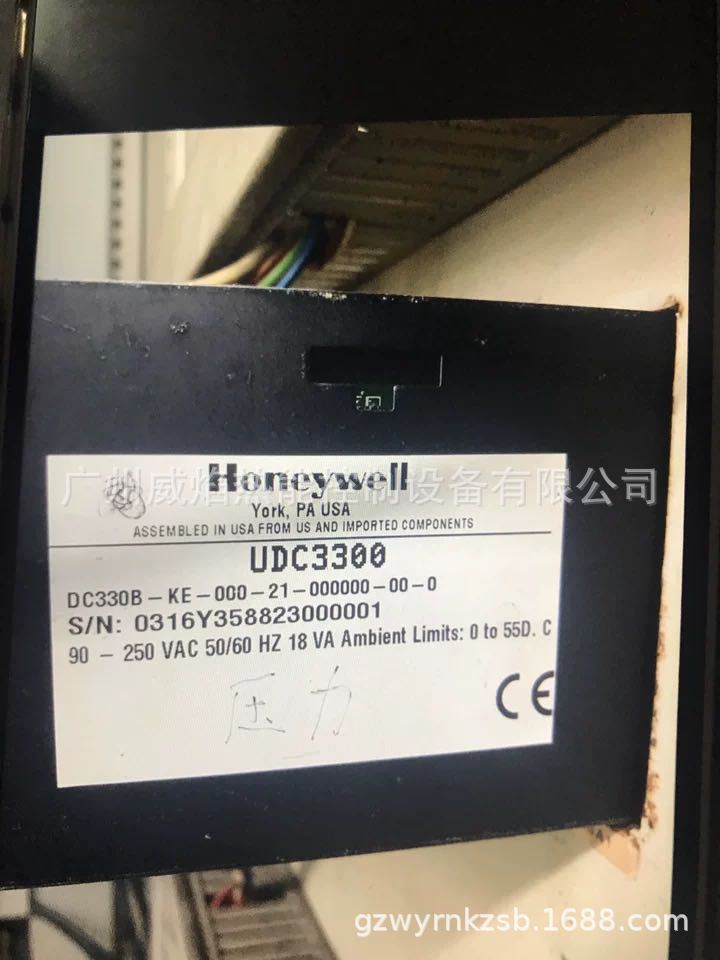 Honeywell
广州威焰热能控制设备有限公司
York, PA USA
ASSEMBLED IN USA FROM US AND IMPORTED COMPONENTS
UDC3300
DC330B-KE-000-21-000000-00-0
S/N: 0316Y358823000001
90 - 250 VAC 50/60 HZ 18 VA Ambient Limits: 0 to 55D. C
压力
CE
gzwyrnkzsb.1688.com